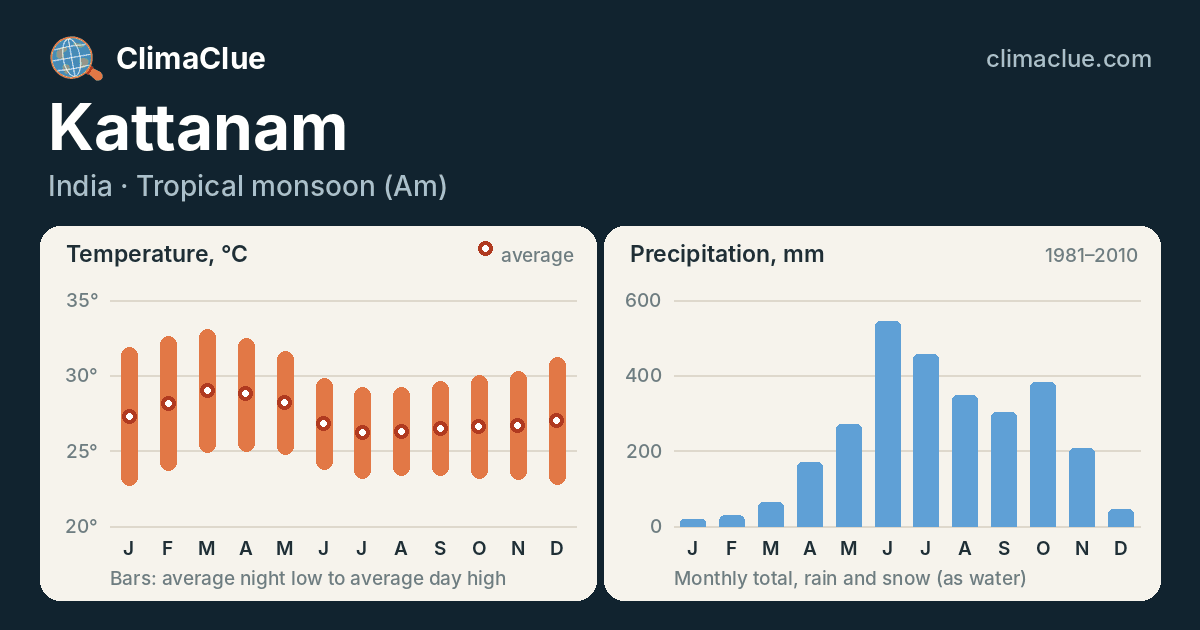 ClimaClue
climaclue.com
Kattanam
India · Tropical monsoon (Am)
Temperature, °C
average
35°
30°
25°
20°
J F M A M J J A S O N D
Bars: average night low to average day high
Precipitation, mm
1981–2010
600
400
200
0
J F M A M J J A S O N D
Monthly total, rain and snow (as water)